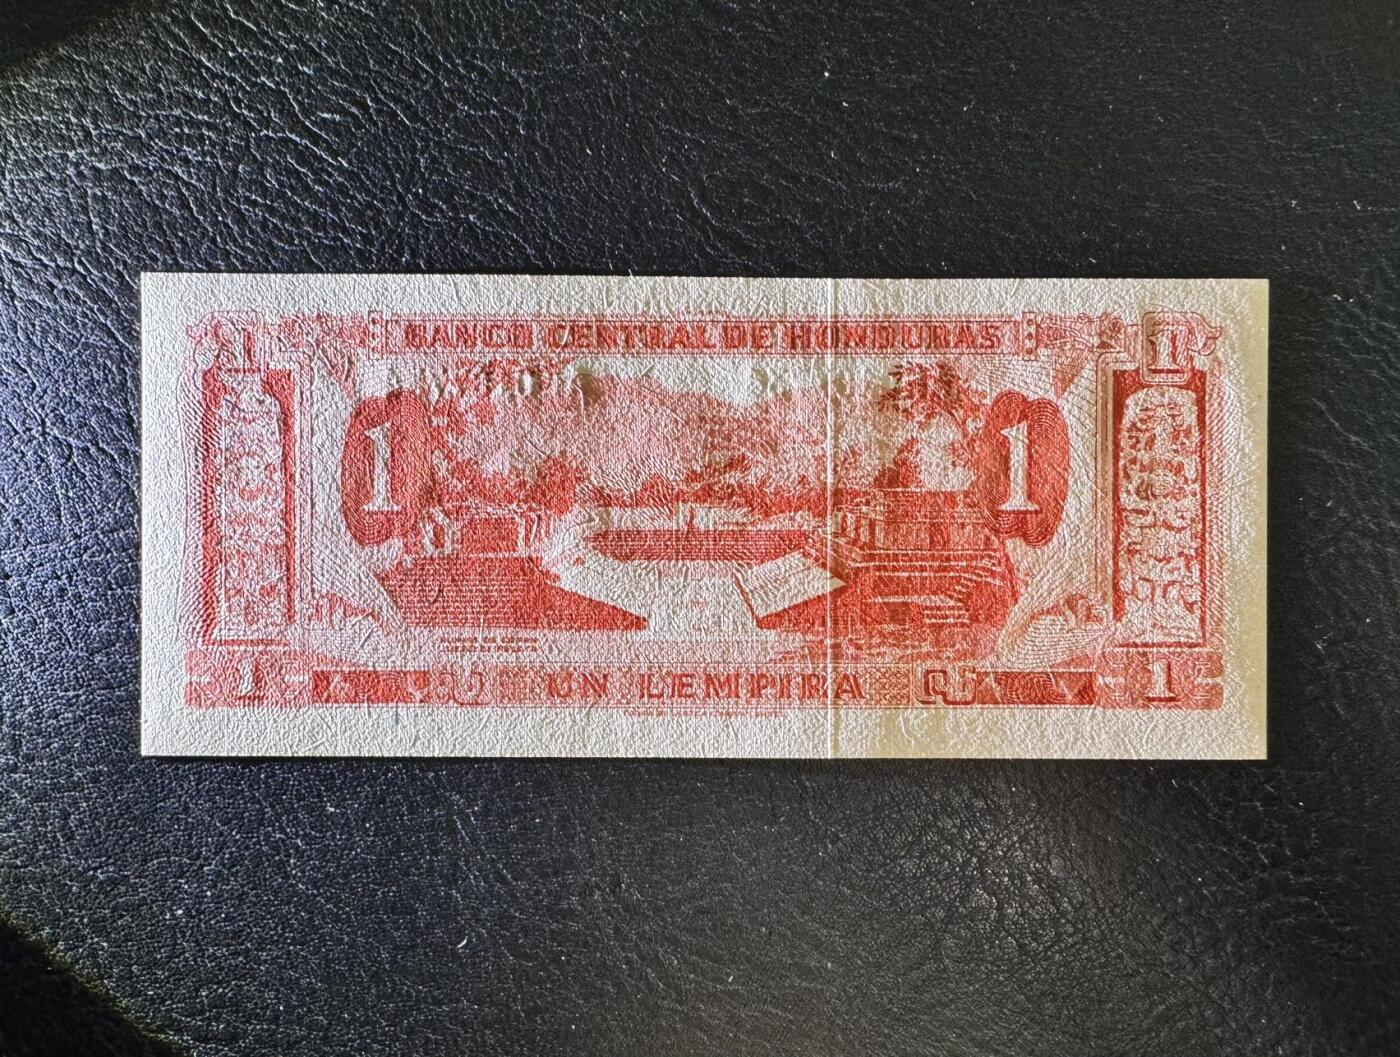 1 BANCO CENTRAL DE HONDURAS 1
1 1
1 UN LEMPIRA 1